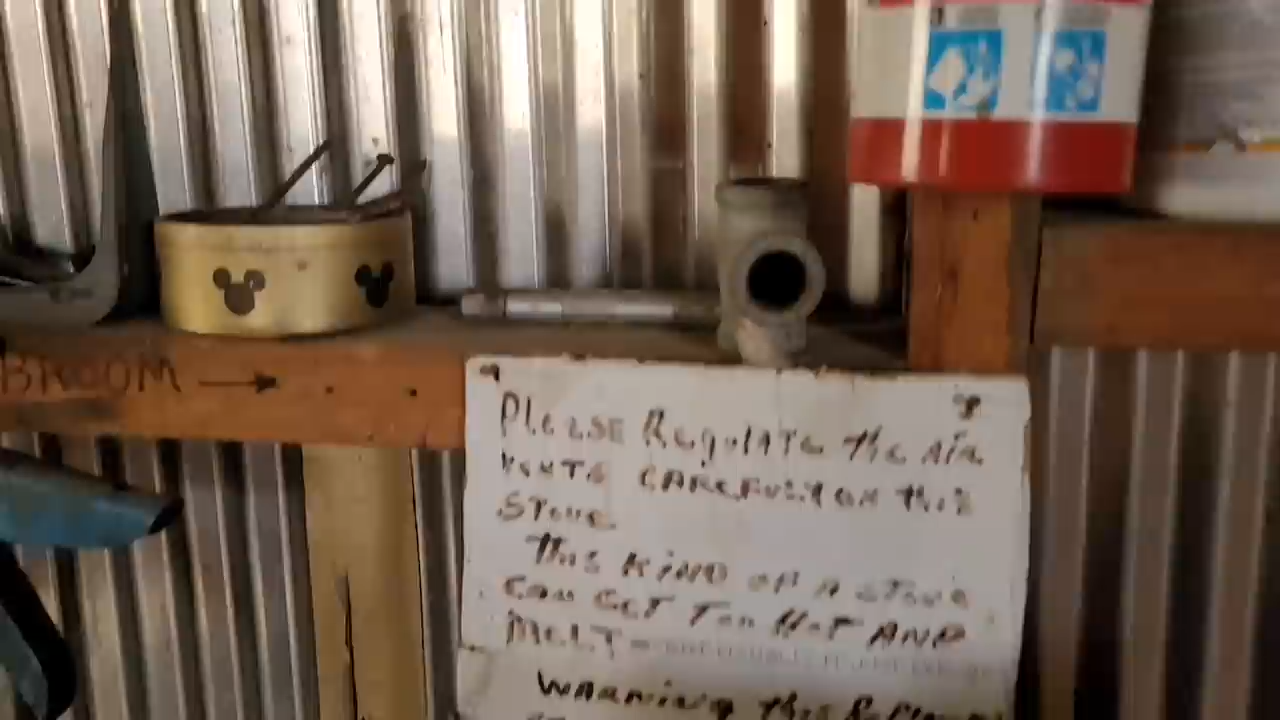 BROOM →
PLEASE REGULATE THE AIR
VENTS CAREFULLY ON THIS
STOVE.
THIS KIND OF A STOVE
CAN GET TOO HOT AND
MELT-
WARNING THIS